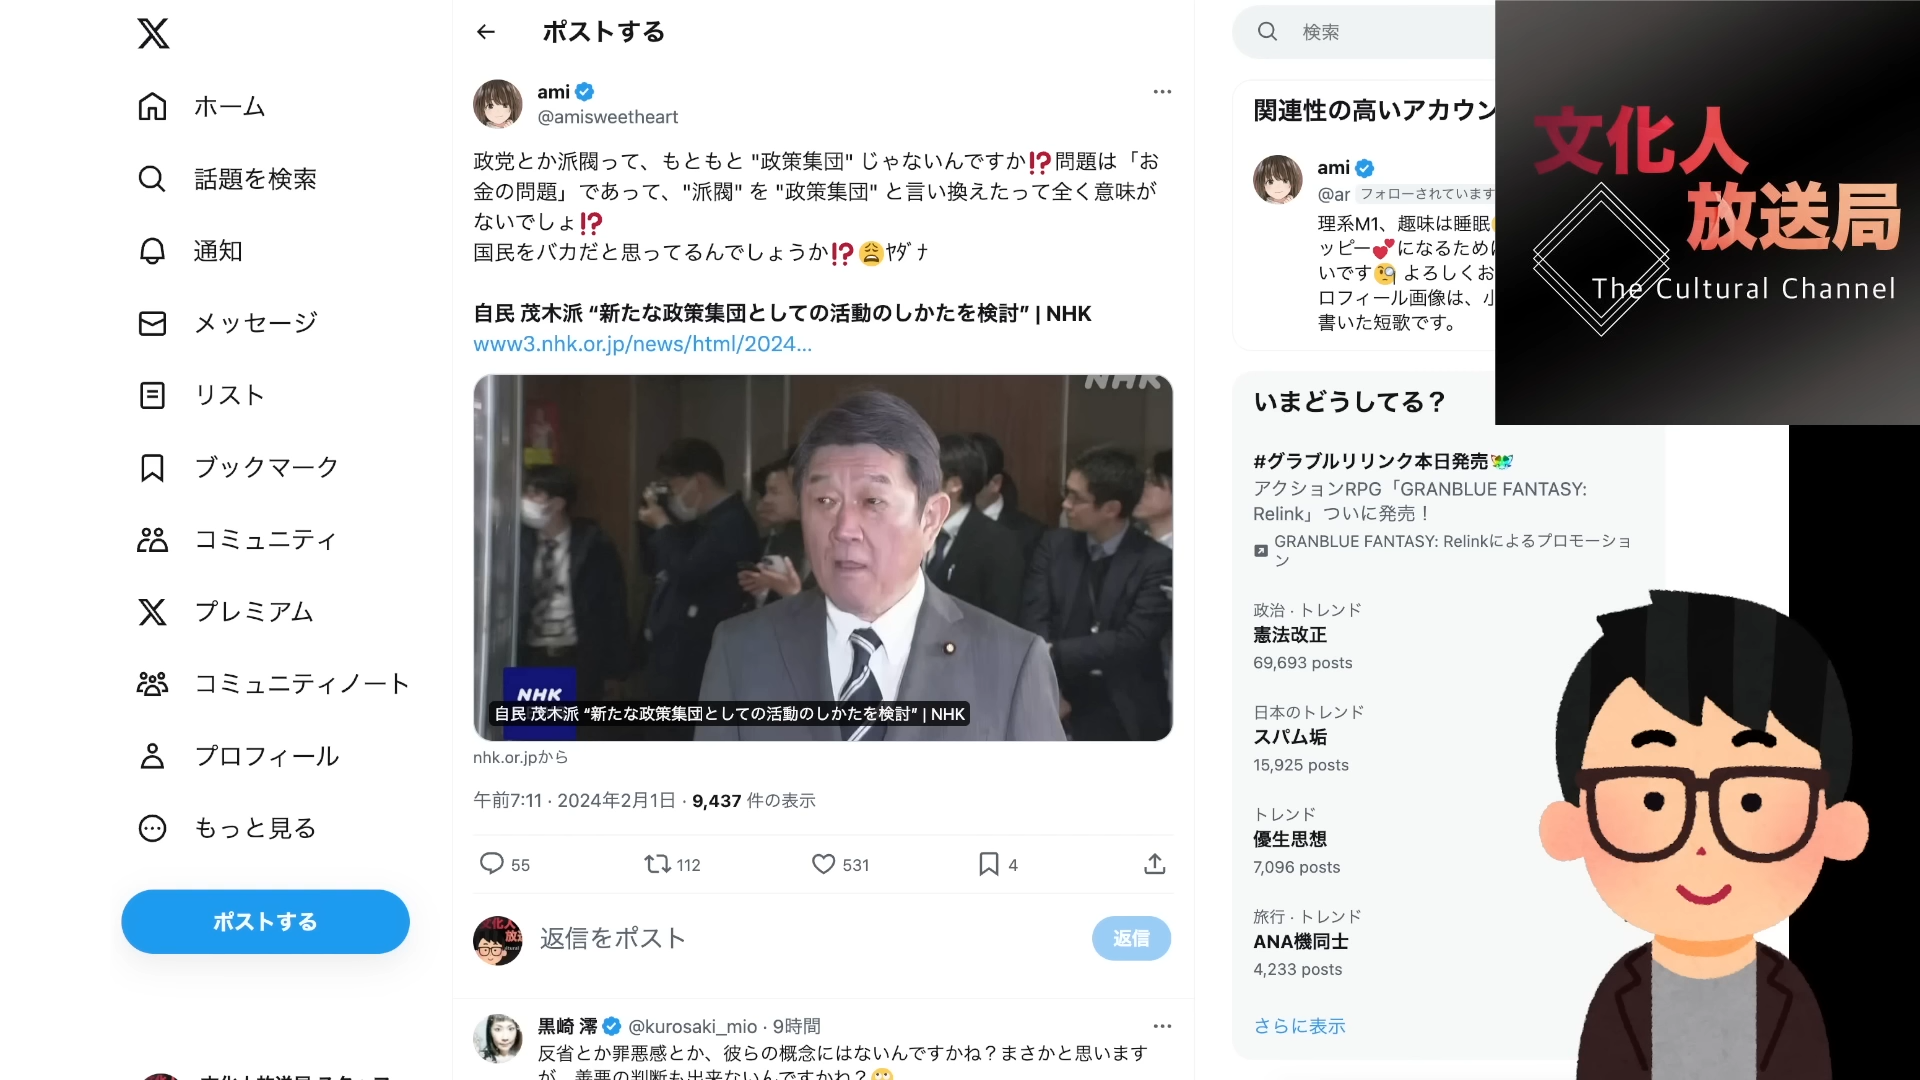 ホーム
話題を検索
通知
メッセージ
リスト
ブックマーク
コミュニティ
プレミアム
コミュニティノート
プロフィール
もっと見る
ポストする
ポストする
ami
@amisweetheart
政党とか派閥って、もともと "政策集団" じゃないんですか⁉️問題は「お
金の問題」であって、"派閥" を "政策集団" と言い換えたって全く意味が
ないでしょ⁉️
国民をバカだと思ってるんでしょうか⁉️😩ﾔﾀﾞﾅ
自民 茂木派 “新たな政策集団としての活動のしかたを検討” | NHK
www3.nhk.or.jp/news/html/2024…
NHK
NHK
自民 茂木派 “新たな政策集団としての活動のしかたを検討” | NHK
nhk.or.jpから
午前7:11 · 2024年2月1日 · 9,437 件の表示
55
112
531
4
返信をポスト
返信
黒崎 澪 @kurosaki_mio · 9時間
反省とか罪悪感とか、彼らの概念にはないんですかね？まさかと思います
が、善悪の判断も出来ないんですかね？🙄
検索
関連性の高いアカウン
ami
@ar フォローされています
理系M1、趣味は睡眠
ッピー💕になるため
いです🧐 よろしくお
ロフィール画像は、小
書いた短歌です。
いまどうしてる？
#グラブルリリンク本日発売
アクションRPG「GRANBLUE FANTASY:
Relink」ついに発売！
GRANBLUE FANTASY: Relinkによるプロモーショ
ン
政治 · トレンド
憲法改正
69,693 posts
日本のトレンド
スパム垢
15,925 posts
トレンド
優生思想
7,096 posts
旅行 · トレンド
ANA機同士
4,233 posts
さらに表示
文化人
放送局
The Cultural Channel